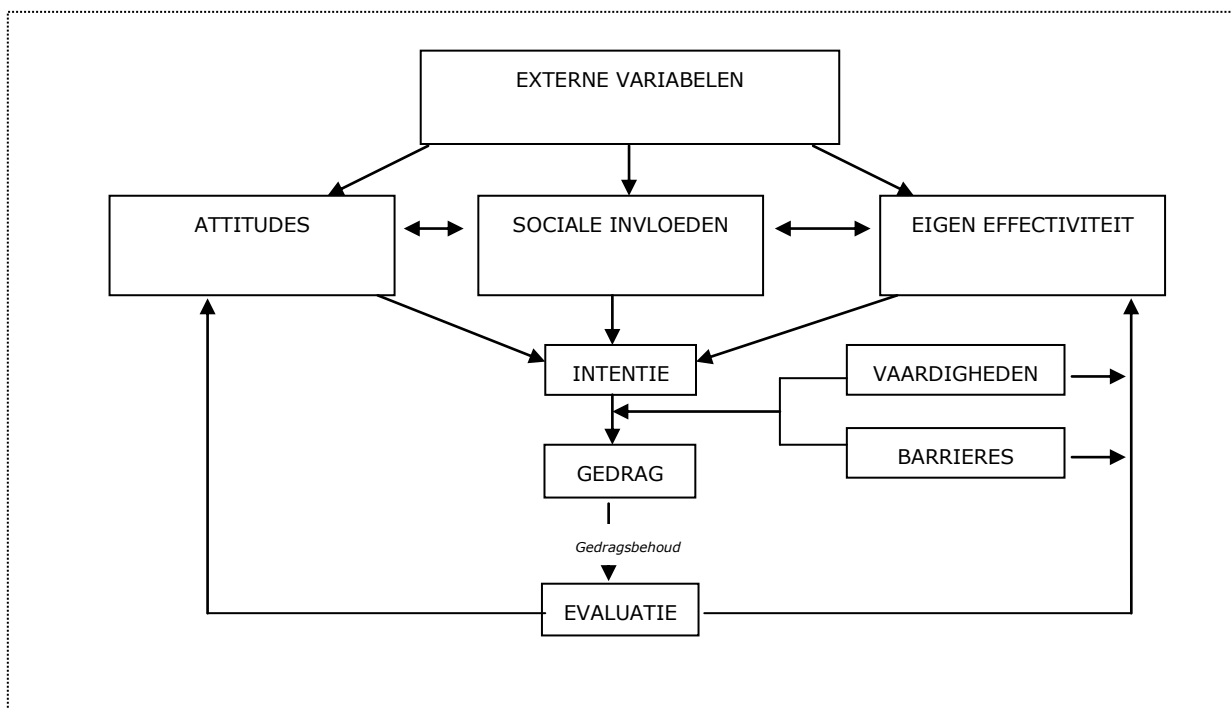 EXTERNE VARIABELEN
ATTITUDES
SOCIALE INVLOEDEN
EIGEN EFFECTIVITEIT
INTENTIE
VAARDIGHEDEN
BARRIERES
GEDRAG
Gedragsbehoud
EVALUATIE